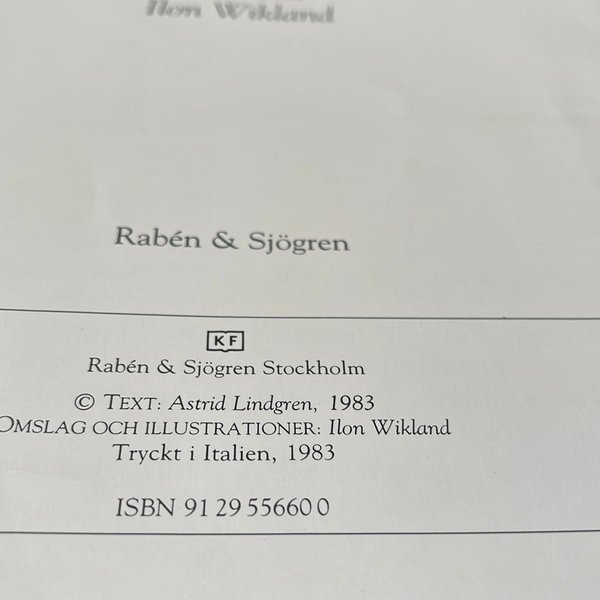 Ilon Wikland
Rabén & Sjögren
KF
Rabén & Sjögren Stockholm
© TEXT: Astrid Lindgren, 1983
OMSLAG OCH ILLUSTRATIONER: Ilon Wikland
Tryckt i Italien, 1983
ISBN 91 29 55660 0